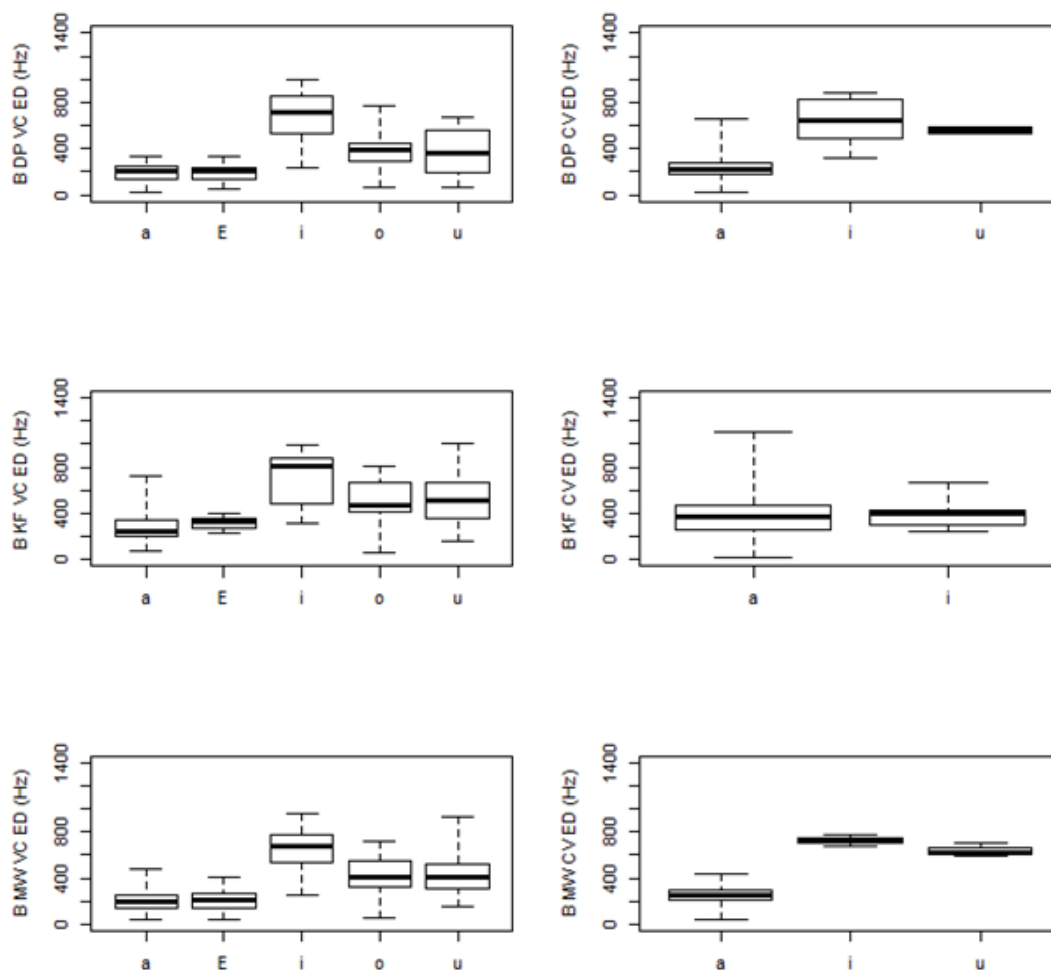 BDP VC ED (Hz)
1400
800
400
0
a E i o u
BDP CV ED (Hz)
1400
800
400
0
a i u
BKF VC ED (Hz)
1400
800
400
0
a E i o u
BKF CV ED (Hz)
1400
800
400
0
a i
BMW VC ED (Hz)
1400
800
400
0
a E i o u
BMW CV ED (Hz)
1400
800
400
0
a i u